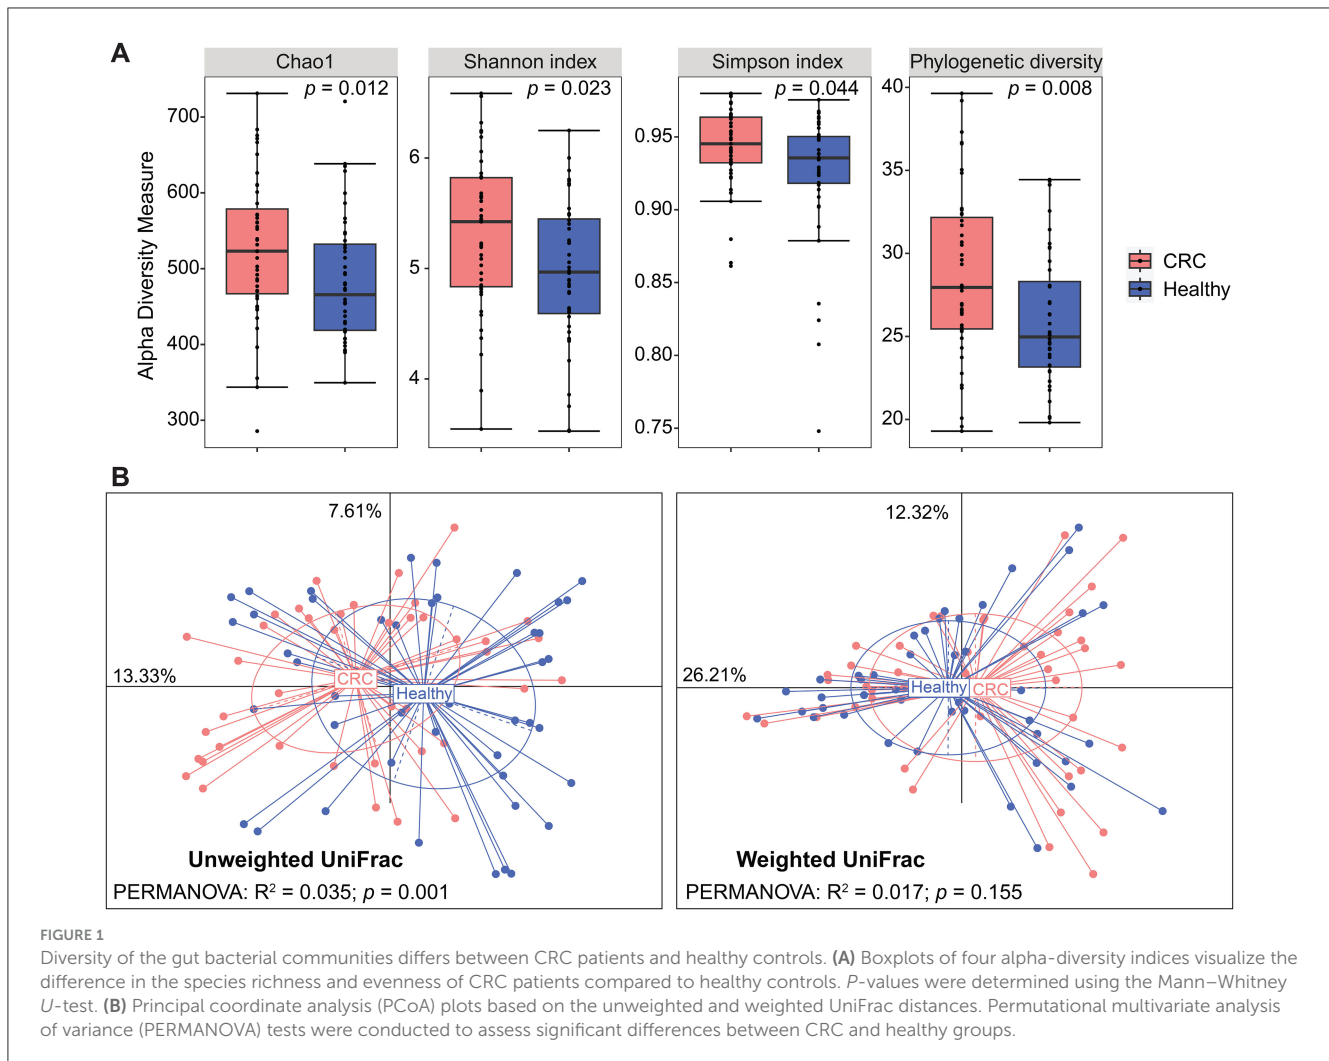 A
Chao1
Shannon index
Simpson index
Phylogenetic diversity
p = 0.012
p = 0.023
p = 0.044
p = 0.008
Alpha Diversity Measure
700
600
500
400
300
6
5
4
0.95
0.90
0.85
0.80
0.75
40
35
30
25
20
CRC
Healthy
B
7.61%
13.33%
CRC
Healthy
Unweighted UniFrac
PERMANOVA: R² = 0.035; p = 0.001
12.32%
26.21%
Healthy
CRC
Weighted UniFrac
PERMANOVA: R² = 0.017; p = 0.155
FIGURE 1
Diversity of the gut bacterial communities differs between CRC patients and healthy controls. (A) Boxplots of four alpha-diversity indices visualize the
difference in the species richness and evenness of CRC patients compared to healthy controls. P-values were determined using the Mann–Whitney
U-test. (B) Principal coordinate analysis (PCoA) plots based on the unweighted and weighted UniFrac distances. Permutational multivariate analysis
of variance (PERMANOVA) tests were conducted to assess significant differences between CRC and healthy groups.